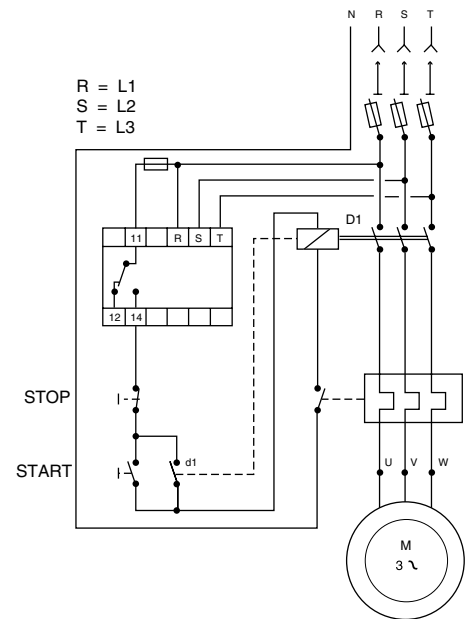 N R S T
R = L1
S = L2
T = L3
D1
11 R S T
12 14
STOP
START
d1
U V W
M
3 ~